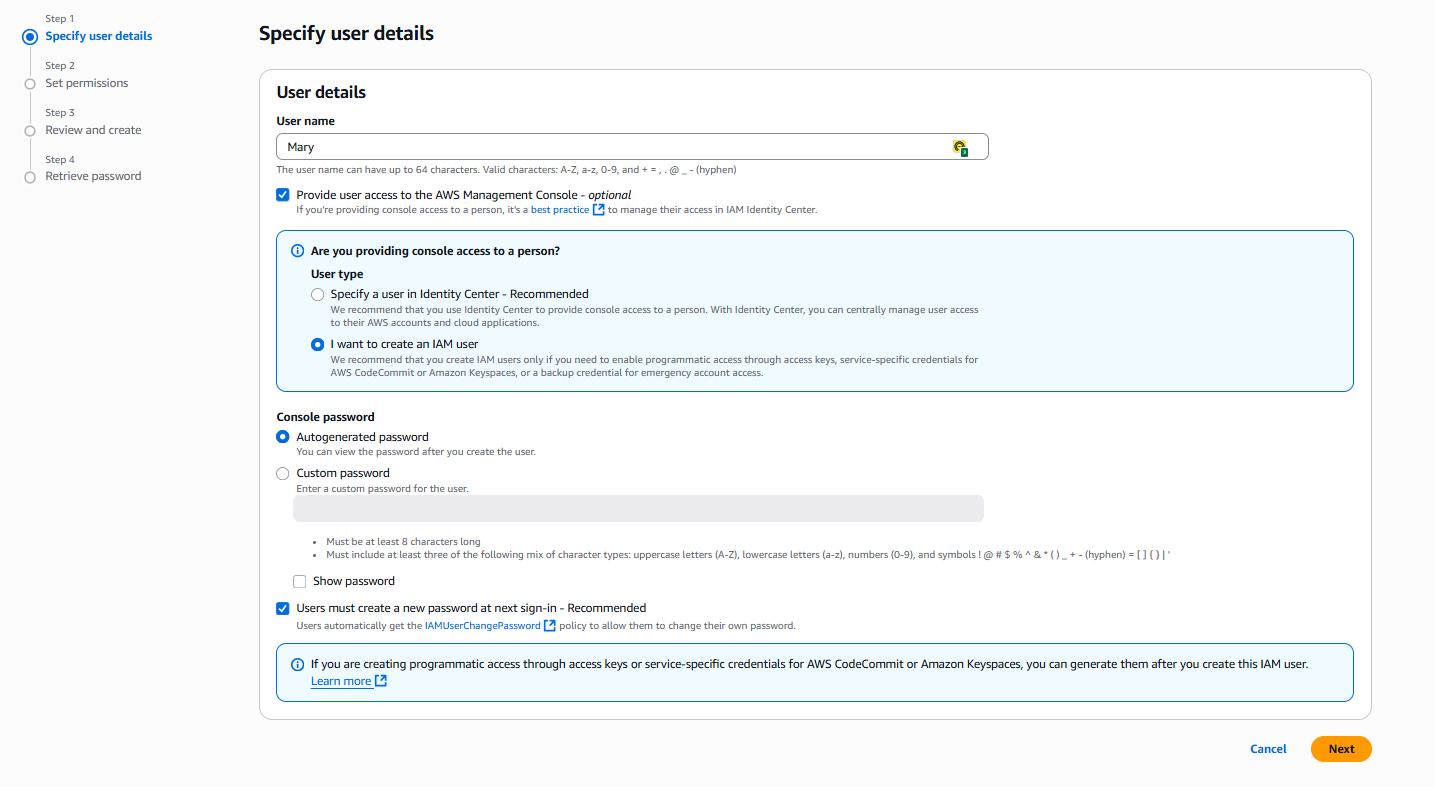 Step 1
Specify user details
Step 2
Set permissions
Step 3
Review and create
Step 4
Retrieve password
Specify user details
User details
User name
Mary
The user name can have up to 64 characters. Valid characters: A-Z, a-z, 0-9, and + = , . @ _ - (hyphen)
Provide user access to the AWS Management Console - optional
If you're providing console access to a person, it's a best practice to manage their access in IAM Identity Center.
Are you providing console access to a person?
User type
Specify a user in Identity Center - Recommended
We recommend that you use Identity Center to provide console access to a person. With Identity Center, you can centrally manage user access
to their AWS accounts and cloud applications.
I want to create an IAM user
We recommend that you create IAM users only if you need to enable programmatic access through access keys, service-specific credentials for
AWS CodeCommit or Amazon Keyspaces, or a backup credential for emergency account access.
Console password
Autogenerated password
You can view the password after you create the user.
Custom password
Enter a custom password for the user.
Must be at least 8 characters long
Must include at least three of the following mix of character types: uppercase letters (A-Z), lowercase letters (a-z), numbers (0-9), and symbols ! @ # $ % ^ & * ( ) _ + - (hyphen) = [ ] { } | '
Show password
Users must create a new password at next sign-in - Recommended
Users automatically get the IAMUserChangePassword policy to allow them to change their own password.
If you are creating programmatic access through access keys or service-specific credentials for AWS CodeCommit or Amazon Keyspaces, you can generate them after you create this IAM user.
Learn more
Cancel
Next